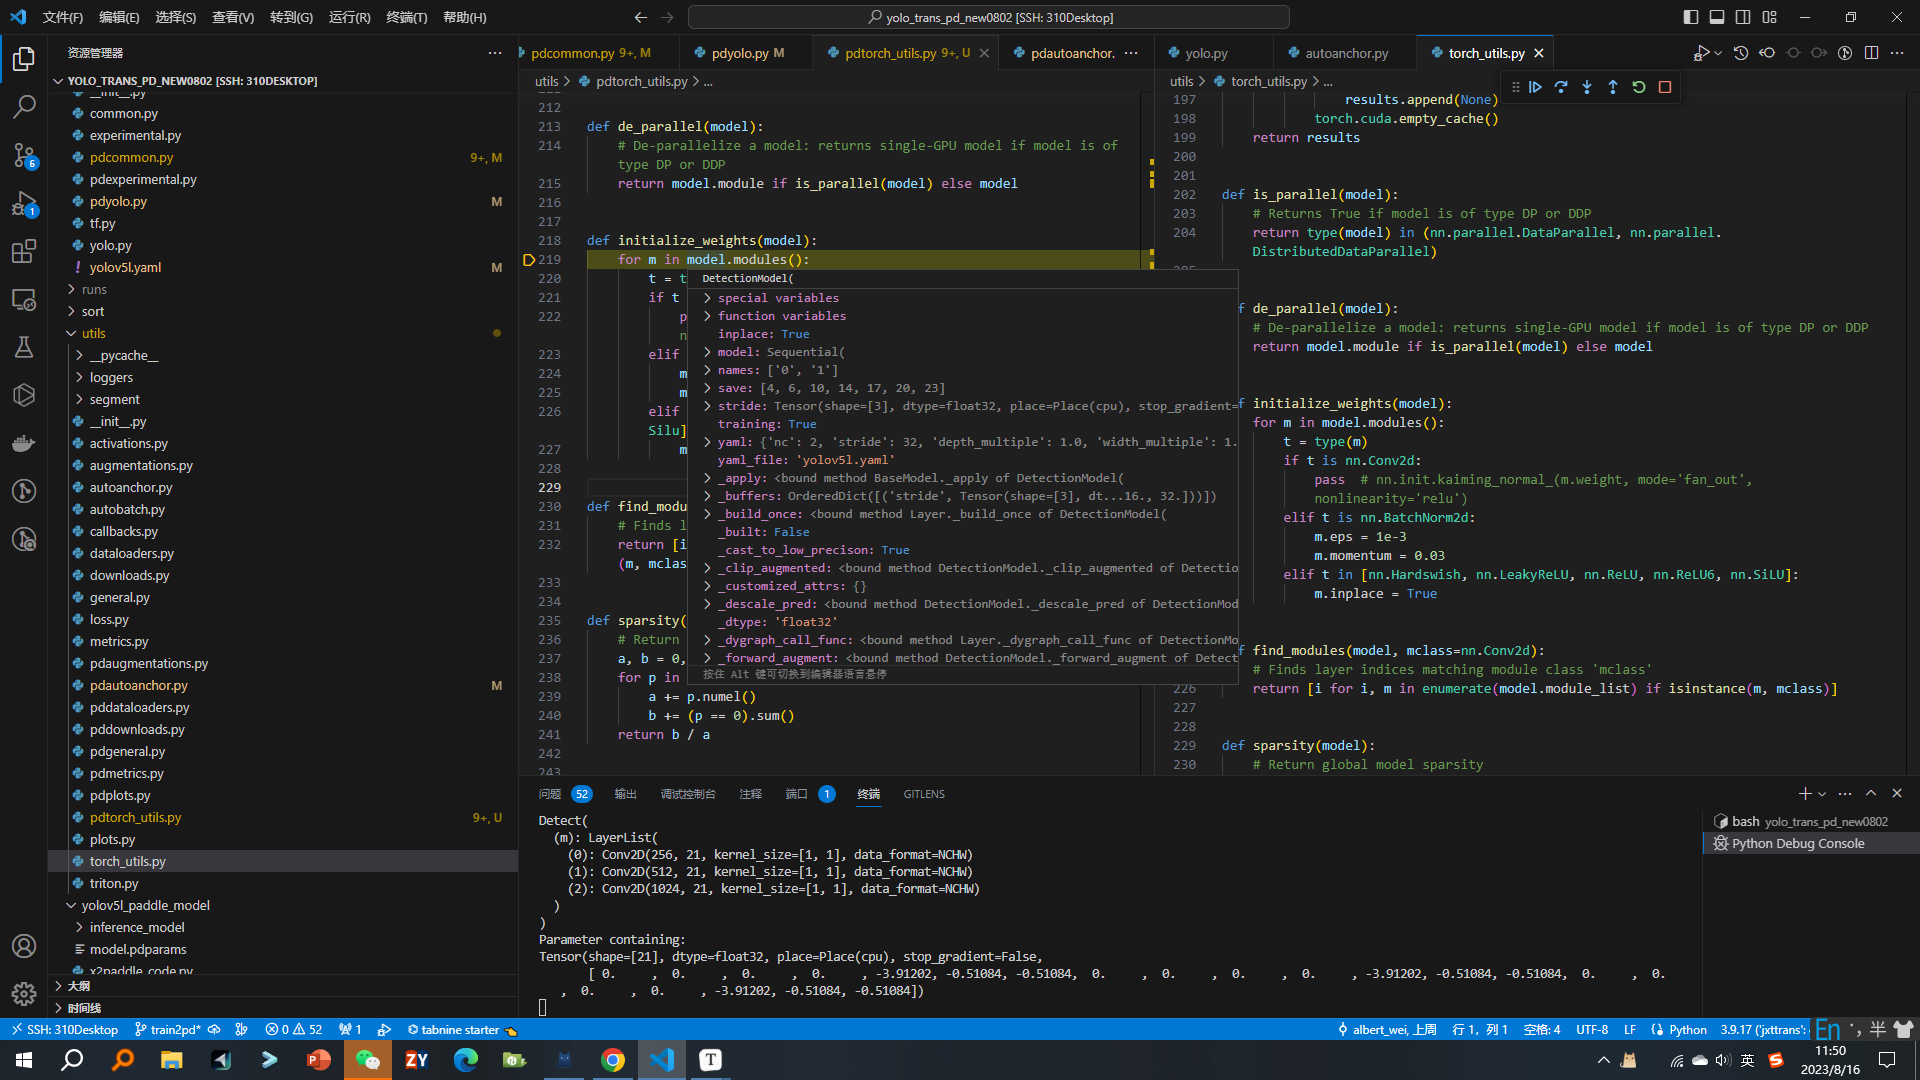 文件(F) 编辑(E) 选择(S) 查看(V) 转到(G) 运行(R) 终端(T) 帮助(H)
yolo_trans_pd_new0802 [SSH: 310Desktop]
资源管理器
YOLO_TRANS_PD_NEW0802 [SSH: 310DESKTOP]
__init__.py
common.py
experimental.py
pdcommon.py 9+, M
pdexperimental.py
pdyolo.py M
tf.py
yolo.py
yolov5l.yaml M
runs
sort
utils
__pycache__
loggers
segment
__init__.py
activations.py
augmentations.py
autoanchor.py
autobatch.py
callbacks.py
dataloaders.py
downloads.py
general.py
loss.py
metrics.py
pdaugmentations.py
pdautoanchor.py M
pddataloaders.py
pddownloads.py
pdgeneral.py
pdmetrics.py
pdplots.py
pdtorch_utils.py 9+, U
plots.py
torch_utils.py
triton.py
yolov5l_paddle_model
inference_model
model.pdparams
x2paddle_code.py
大纲
时间线
6
1
pdcommon.py 9+, M
pdyolo.py M
pdtorch_utils.py 9+, U
pdautoanchor.
utils > pdtorch_utils.py > ...
212
213 def de_parallel(model):
214 # De-parallelize a model: returns single-GPU model if model is of
type DP or DDP
215 return model.module if is_parallel(model) else model
216
217
218 def initialize_weights(model):
219 for m in model.modules():
220 t = t
221 if t
222 p
n
223 elif
224 m
225 m
226 elif
Silu]
227 m
228
229
230 def find_modu
231 # Finds l
232 return [i
(m, mclas
233
234
235 def sparsity(
236 # Return
237 a, b = 0,
238 for p in
239 a += p.numel()
240 b += (p == 0).sum()
241 return b / a
242
243
DetectionModel(
special variables
function variables
inplace: True
model: Sequential(
names: ['0', '1']
save: [4, 6, 10, 14, 17, 20, 23]
stride: Tensor(shape=[3], dtype=float32, place=Place(cpu), stop_gradient=
training: True
yaml: {'nc': 2, 'stride': 32, 'depth_multiple': 1.0, 'width_multiple': 1.
yaml_file: 'yolov5l.yaml'
_apply: <bound method BaseModel._apply of DetectionModel(
_buffers: OrderedDict([('stride', Tensor(shape=[3], dt...16., 32.]))])
_build_once: <bound method Layer._build_once of DetectionModel(
_built: False
_cast_to_low_precison: True
_clip_augmented: <bound method DetectionModel._clip_augmented of Detectio
_customized_attrs: {}
_descale_pred: <bound method DetectionModel._descale_pred of DetectionMod
_dtype: 'float32'
_dygraph_call_func: <bound method Layer._dygraph_call_func of DetectionMo
_forward_augment: <bound method DetectionModel._forward_augment of Detect
按住 Alt 键可切换到编辑器语言悬停
yolo.py
autoanchor.py
torch_utils.py
utils > torch_utils.py > ...
197 results.append(None)
198 torch.cuda.empty_cache()
199 return results
200
201
202 def is_parallel(model):
203 # Returns True if model is of type DP or DDP
204 return type(model) in (nn.parallel.DataParallel, nn.parallel.
DistributedDataParallel)
205
f de_parallel(model):
# De-parallelize a model: returns single-GPU model if model is of type DP or DDP
return model.module if is_parallel(model) else model
f initialize_weights(model):
for m in model.modules():
t = type(m)
if t is nn.Conv2d:
pass # nn.init.kaiming_normal_(m.weight, mode='fan_out',
nonlinearity='relu')
elif t is nn.BatchNorm2d:
m.eps = 1e-3
m.momentum = 0.03
elif t in [nn.Hardswish, nn.LeakyReLU, nn.ReLU, nn.ReLU6, nn.SiLU]:
m.inplace = True
f find_modules(model, mclass=nn.Conv2d):
# Finds layer indices matching module class 'mclass'
226 return [i for i, m in enumerate(model.module_list) if isinstance(m, mclass)]
227
228
229 def sparsity(model):
230 # Return global model sparsity
问题 52 输出 调试控制台 注释 端口 1 终端 GITLENS
Detect(
(m): LayerList(
(0): Conv2D(256, 21, kernel_size=[1, 1], data_format=NCHW)
(1): Conv2D(512, 21, kernel_size=[1, 1], data_format=NCHW)
(2): Conv2D(1024, 21, kernel_size=[1, 1], data_format=NCHW)
)
)
Parameter containing:
Tensor(shape=[21], dtype=float32, place=Place(cpu), stop_gradient=False,
[ 0. , 0. , 0. , 0. , -3.91202, -0.51084, -0.51084, 0. , 0. , 0. , 0. , -3.91202, -0.51084, -0.51084, 0. , 0.
, 0. , 0. , -3.91202, -0.51084, -0.51084])
bash yolo_trans_pd_new0802
Python Debug Console
SSH: 310Desktop train2pd* 0 52 1 tabnine starter
albert_wei, 上周 行 1, 列 1 空格: 4 UTF-8 LF Python 3.9.17 ('jxttrans':
En 半
ZY
T
英
11:50
2023/8/16